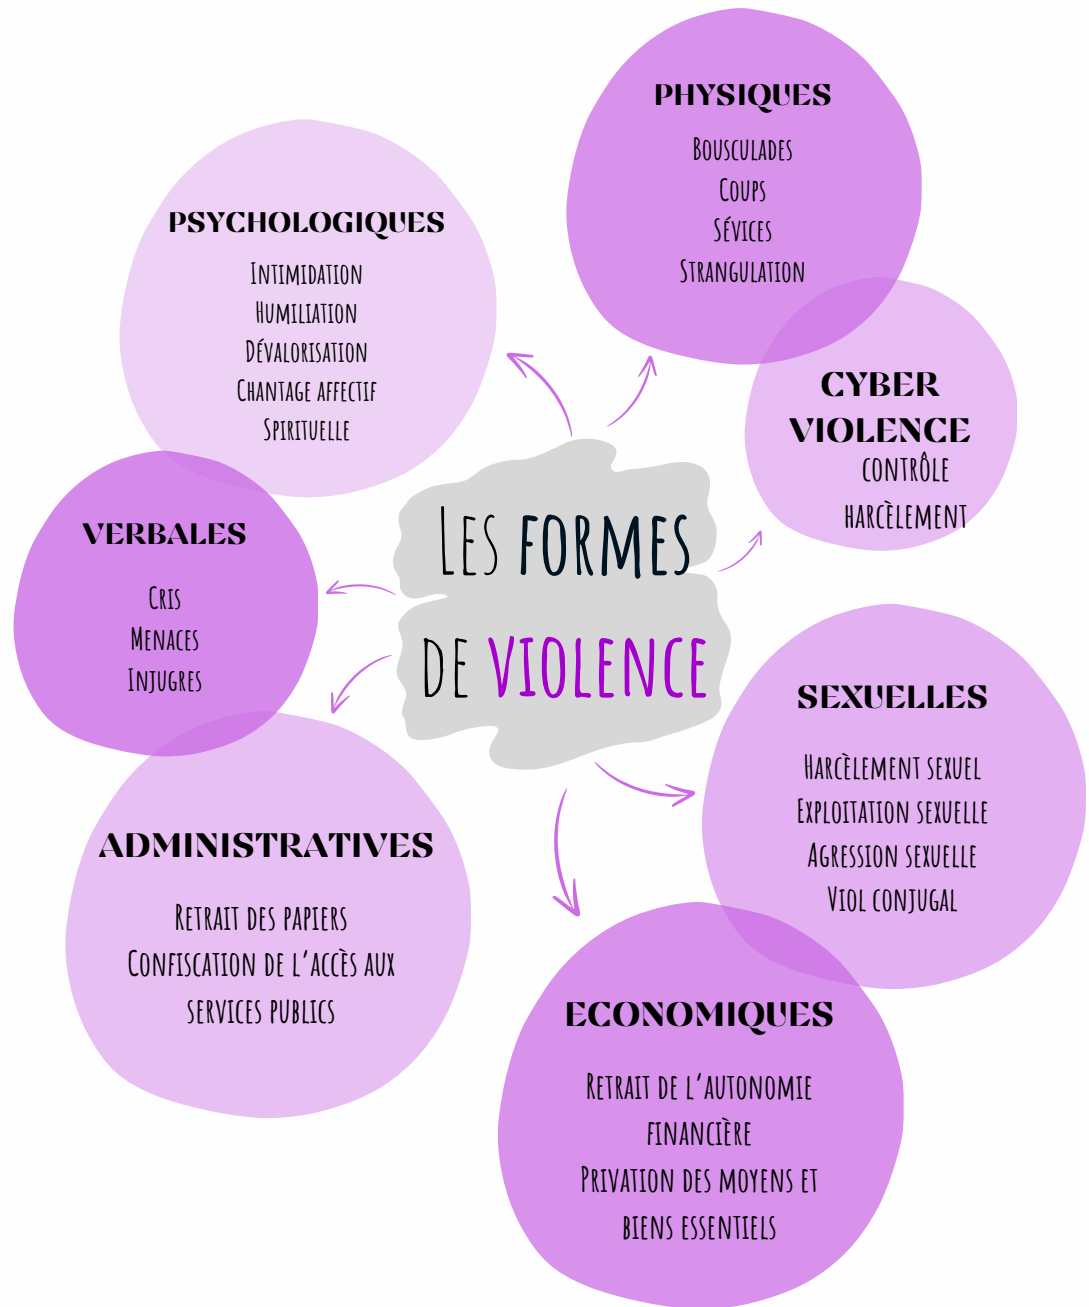 PHYSIQUES
Bousculades
Coups
Sévices
Strangulation
PSYCHOLOGIQUES
Intimidation
Humiliation
Dévalorisation
Chantage affectif
Spirituelle
CYBER
VIOLENCE
contrôle
harcèlement
Les formes
de violence
VERBALES
Cris
Menaces
Injugres
SEXUELLES
Harcèlement sexuel
Exploitation sexuelle
Agression sexuelle
Viol conjugal
ADMINISTRATIVES
Retrait des papiers
Confiscation de l'accès aux
services publics
ECONOMIQUES
Retrait de l'autonomie
financière
Privation des moyens et
biens essentiels